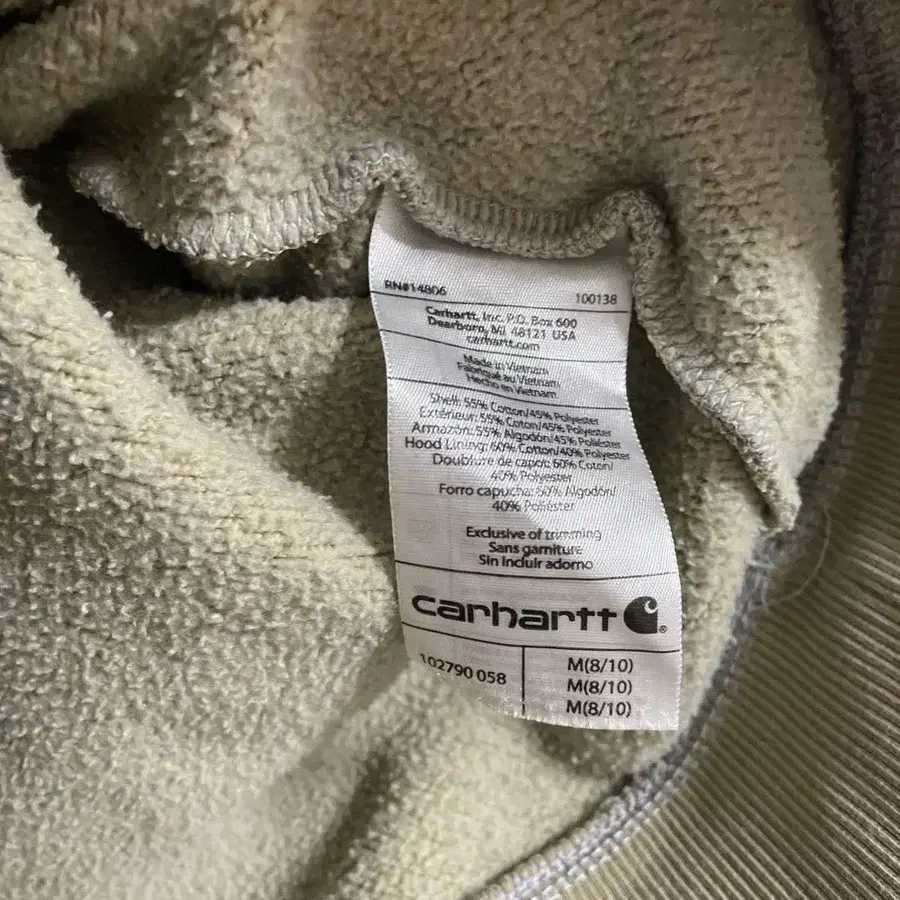 RN#14806 100138
Carhartt, Inc. P.O. Box 600
Dearborn, MI 48121 USA
carhartt.com
Made in Vietnam
Fabriqué au Vietnam
Hecho en Vietnam
Shell: 55% Cotton/45% Polyester
Extérieur: 55% Coton/45% Polyester
Armazón: 55% Algodón/45% Poliéster
Hood Lining: 60% Cotton/40% Polyester
Doublure de capot: 60% Coton/
40% Polyester
Forro capucha: 60% Algodón/
40% Poliéster
Exclusive of trimming
Sans garniture
Sin Incluir adorno
carhartt
102790 058 M(8/10)
M(8/10)
M(8/10)